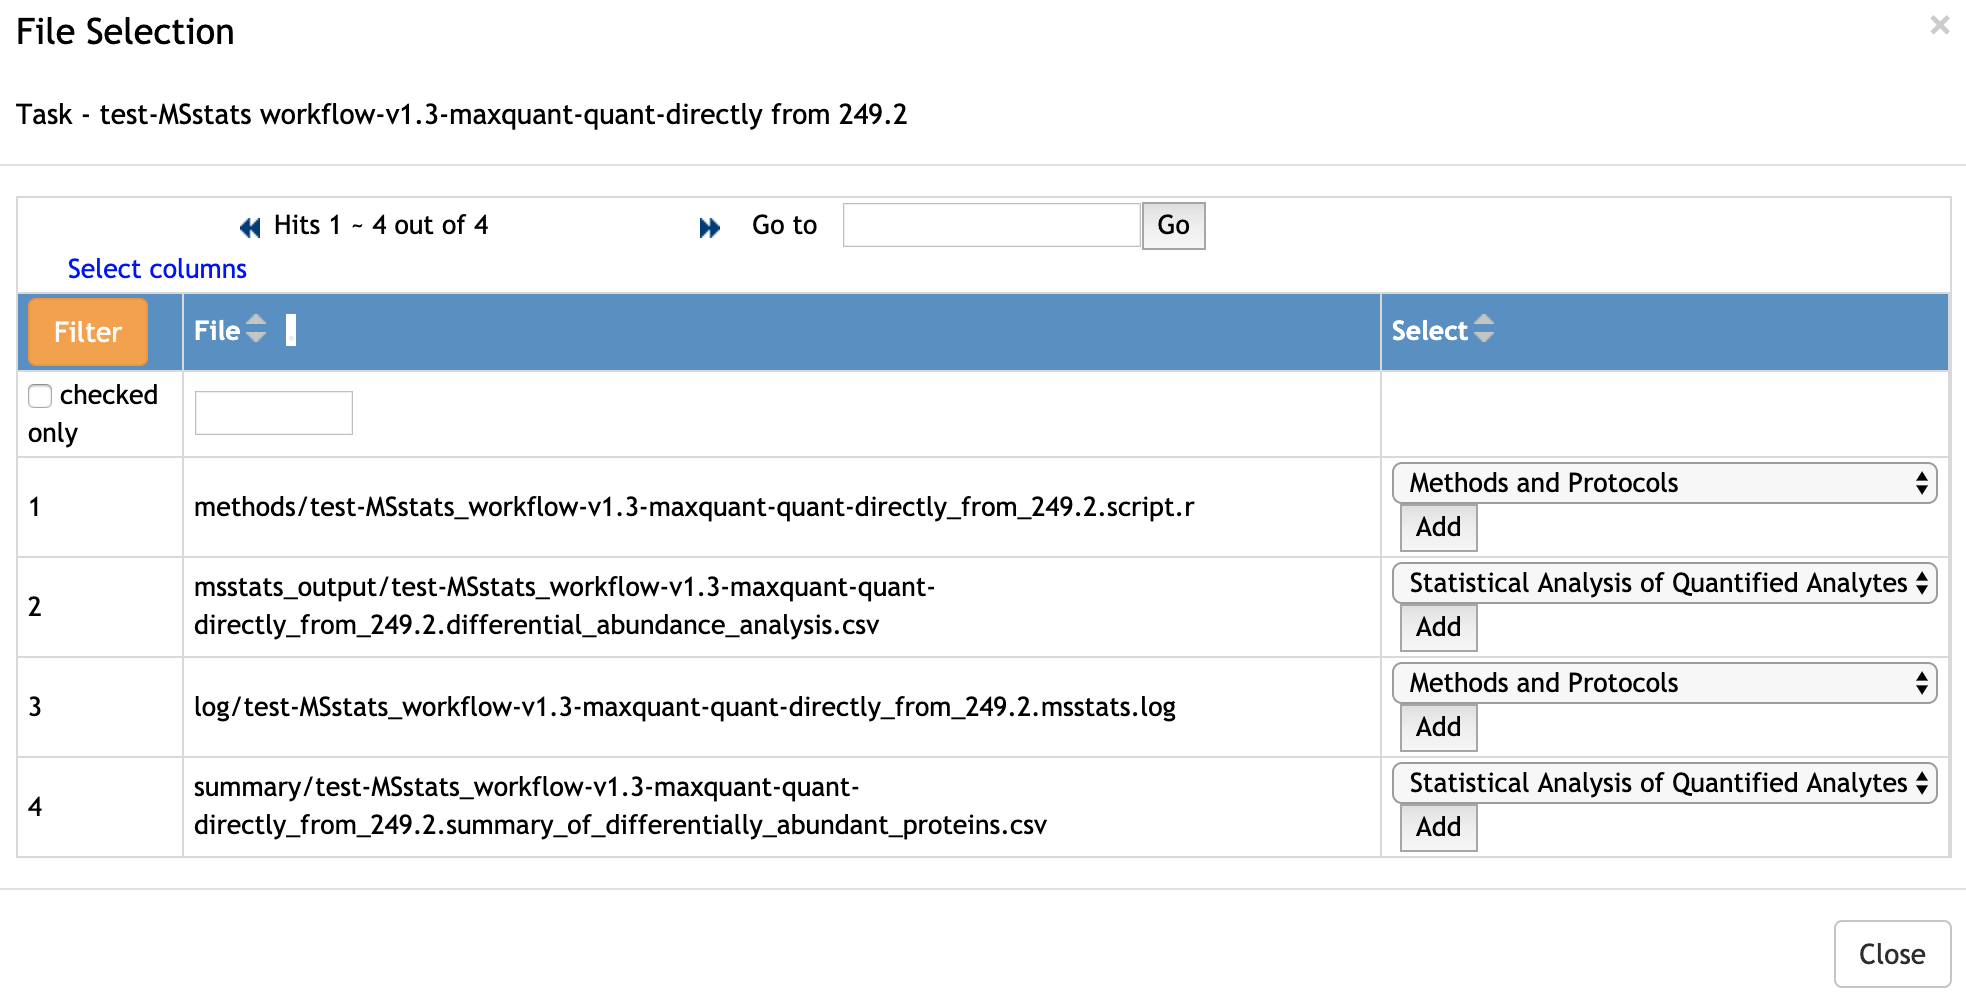 File Selection
×
Task - test-MSstats workflow-v1.3-maxquant-quant-directly from 249.2
Hits 1 ~ 4 out of 4
Go to
Go
Select columns
Filter
File
Select
checked
only
1
methods/test-MSstats_workflow-v1.3-maxquant-quant-directly_from_249.2.script.r
Methods and Protocols
Add
2
msstats_output/test-MSstats_workflow-v1.3-maxquant-quant-
directly_from_249.2.differential_abundance_analysis.csv
Statistical Analysis of Quantified Analytes
Add
3
log/test-MSstats_workflow-v1.3-maxquant-quant-directly_from_249.2.msstats.log
Methods and Protocols
Add
4
summary/test-MSstats_workflow-v1.3-maxquant-quant-
directly_from_249.2.summary_of_differentially_abundant_proteins.csv
Statistical Analysis of Quantified Analytes
Add
Close